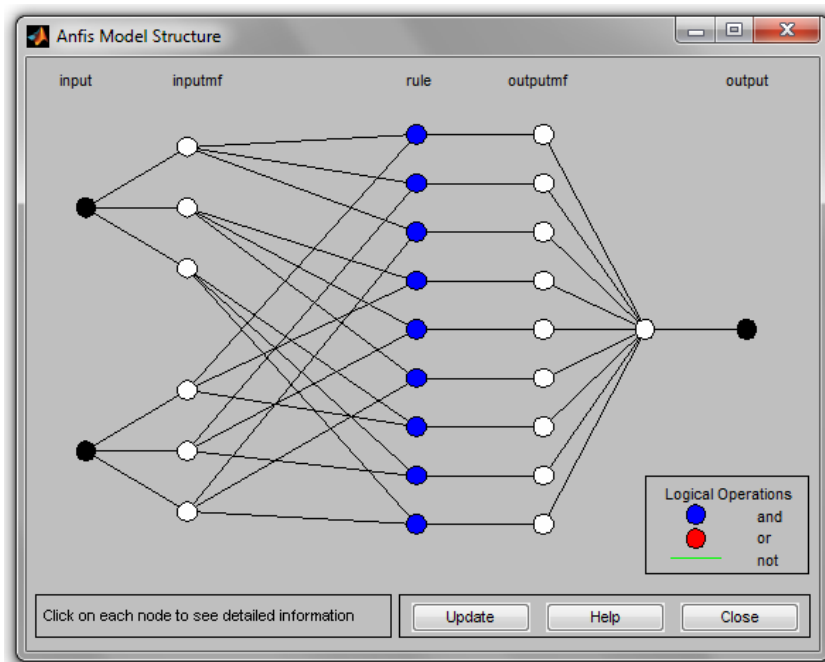 Anfis Model Structure
input inputmf rule outputmf output
Logical Operations
and
or
not
Click on each node to see detailed information
Update Help Close